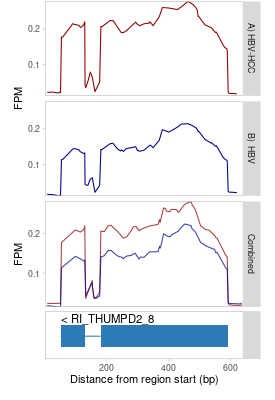 0.2
0.1
FPM
A) HBV-HCC
0.2
0.1
B) HBV
0.2
0.1
FPM
Combined
< RI_THUMPD2_8
200
400
600
Distance from region start (bp)